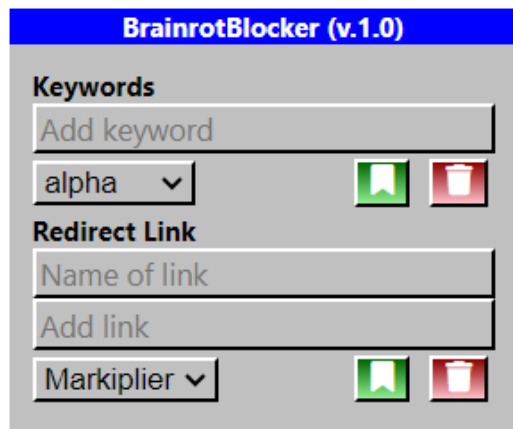 BrainrotBlocker (v.1.0)
Keywords
Add keyword
alpha
Redirect Link
Name of link
Add link
Markiplier